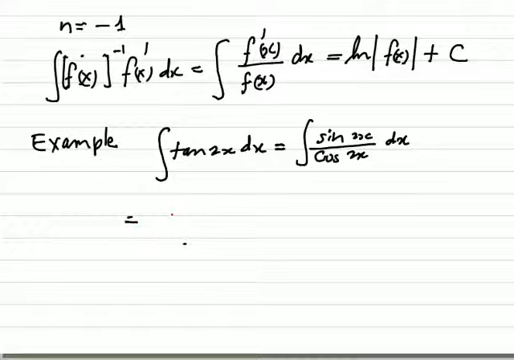 n = -1
∫[f(x)]⁻¹ f'(x) dx = ∫ f'(x)/f(x) dx = ln|f(x)| + C
Example ∫ tan 2x dx = ∫ sin 2x/cos 2x dx
=